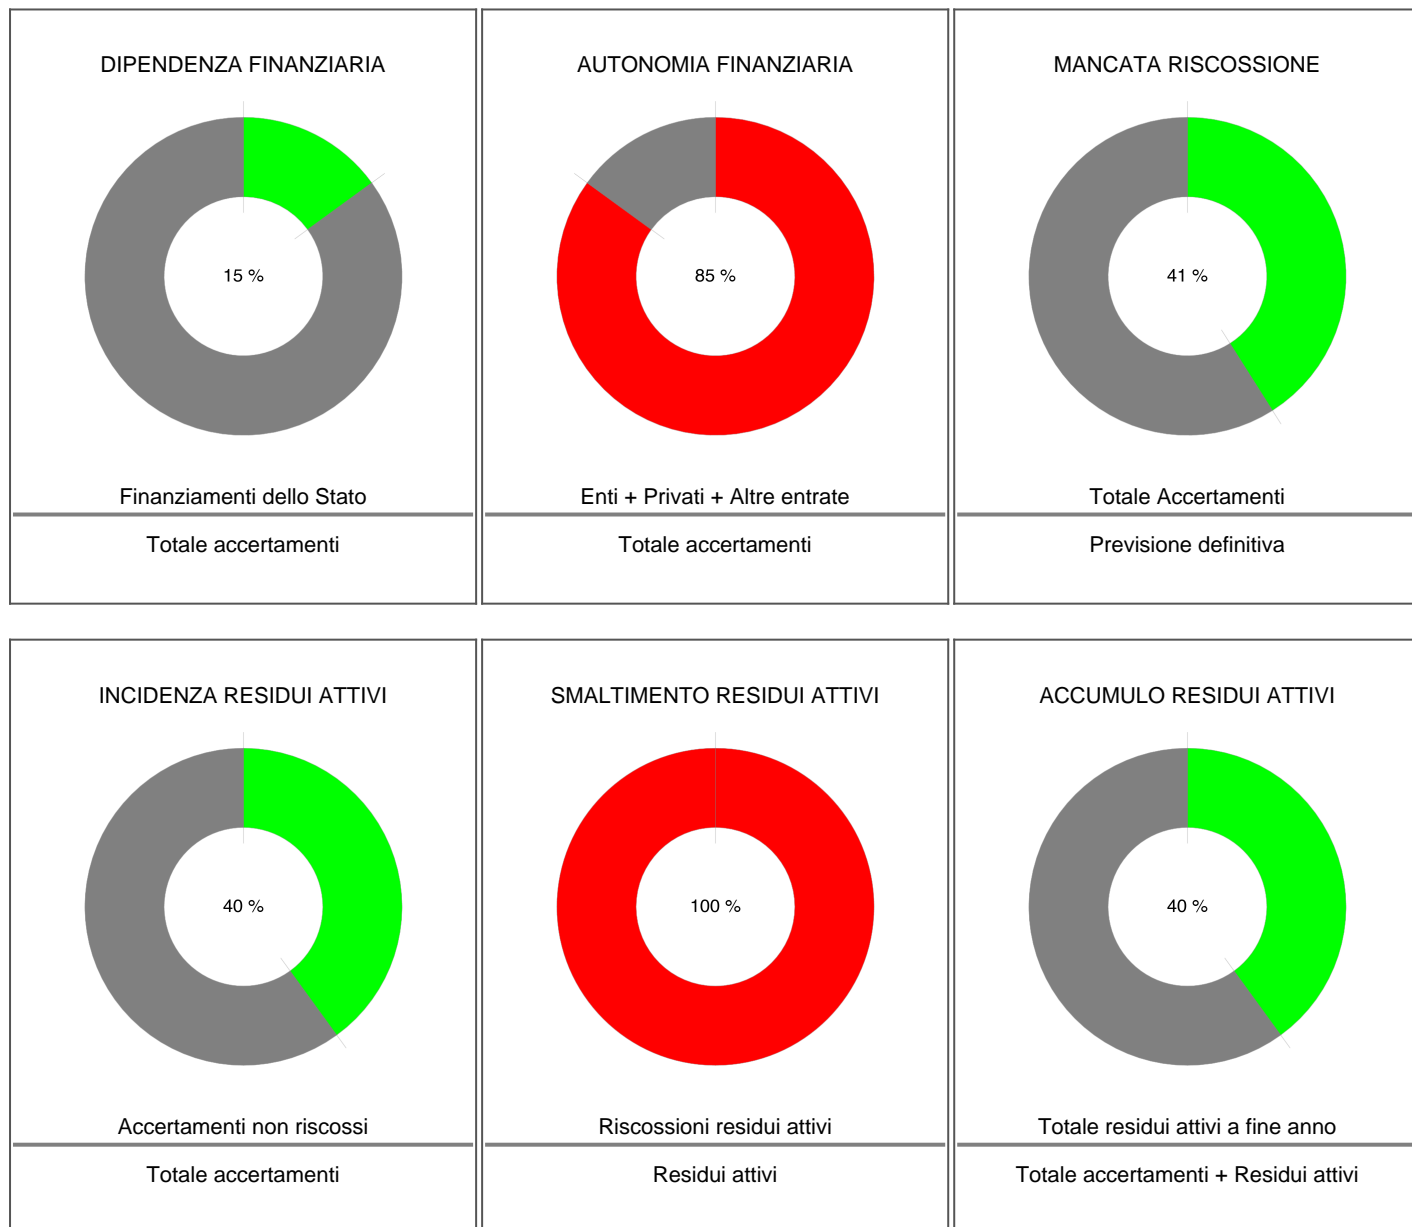 DIPENDENZA FINANZIARIA
15 %
Finanziamenti dello Stato
Totale accertamenti
AUTONOMIA FINANZIARIA
85 %
Enti + Privati + Altre entrate
Totale accertamenti
MANCATA RISCOSSIONE
41 %
Totale Accertamenti
Previsione definitiva
INCIDENZA RESIDUI ATTIVI
40 %
Accertamenti non riscossi
Totale accertamenti
SMALTIMENTO RESIDUI ATTIVI
100 %
Riscossioni residui attivi
Residui attivi
ACCUMULO RESIDUI ATTIVI
40 %
Totale residui attivi a fine anno
Totale accertamenti + Residui attivi